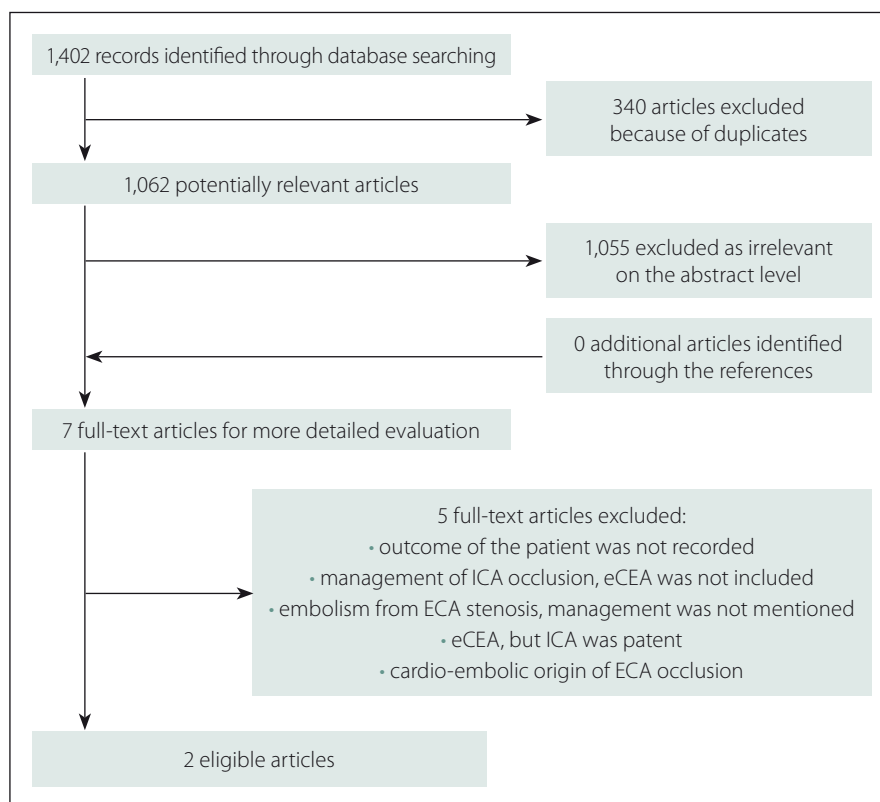 1,402 records identified through database searching
340 articles excluded
because of duplicates
1,062 potentially relevant articles
1,055 excluded as irrelevant
on the abstract level
0 additional articles identified
through the references
7 full-text articles for more detailed evaluation
5 full-text articles excluded:
• outcome of the patient was not recorded
• management of ICA occlusion, eCEA was not included
• embolism from ECA stenosis, management was not mentioned
• eCEA, but ICA was patent
• cardio-embolic origin of ECA occlusion
2 eligible articles